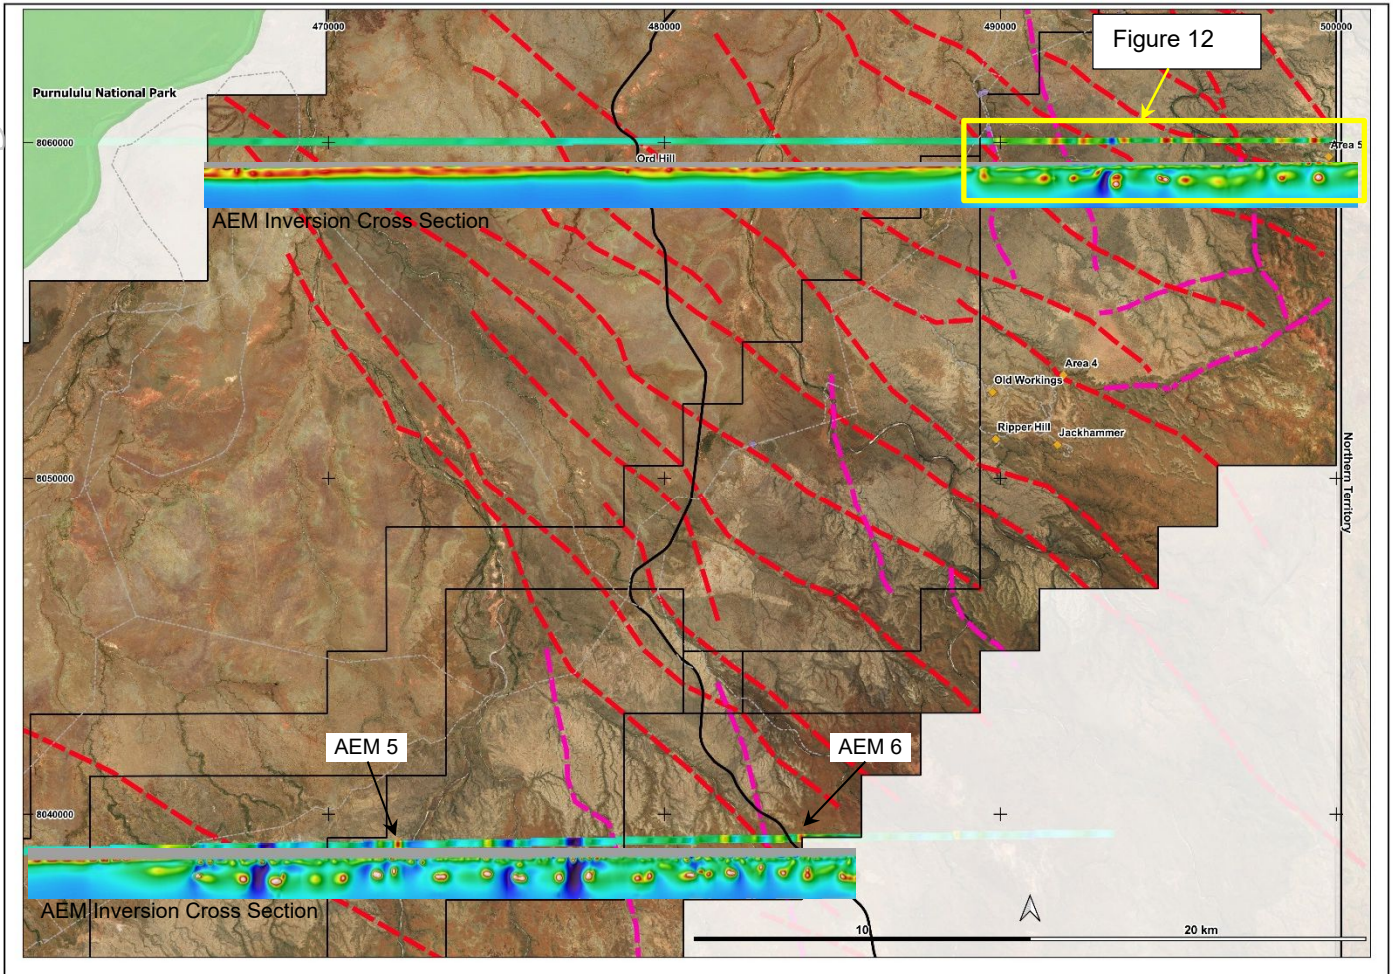 470000
480000
490000
500000
Figure 12
Purnululu National Park
8060000
Ord Hill
Area 5
AEM Inversion Cross Section
Area 4
Old Workings
Ripper Hill
Jackhammer
Northern Territory
8050000
AEM 5
AEM 6
8040000
AEM Inversion Cross Section
10
20 km